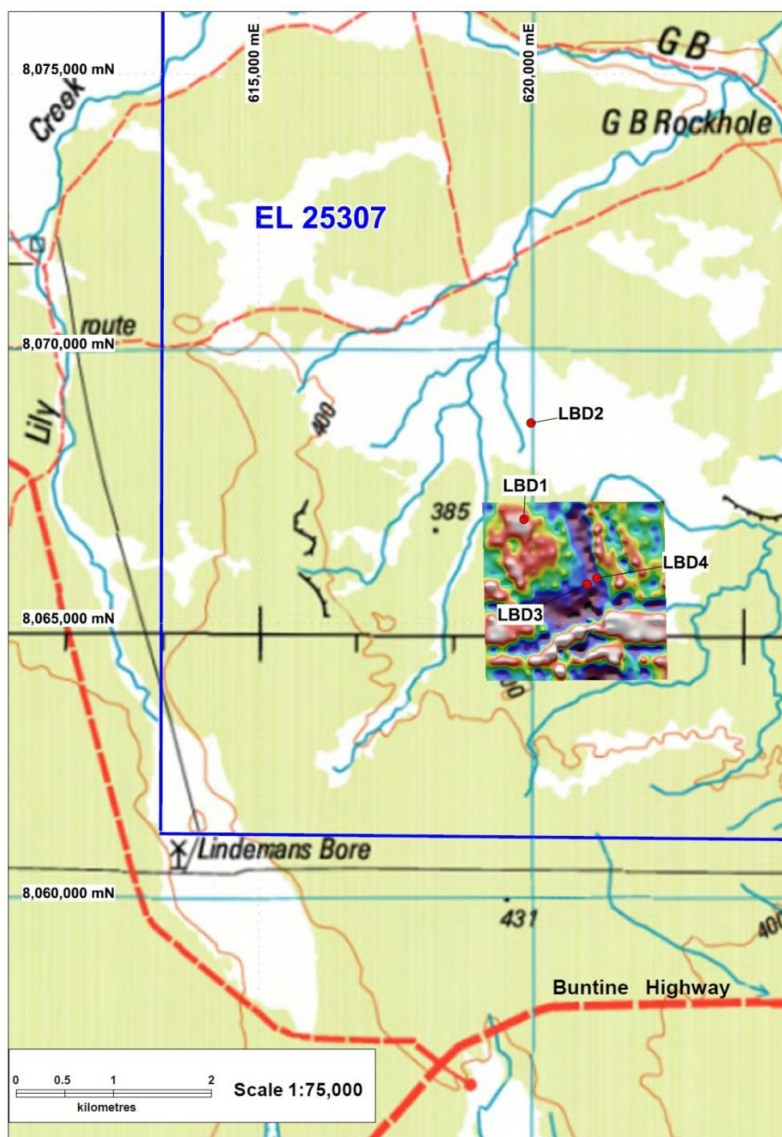 8,075,000 mN
615,000 mE
620,000 mE
G B
Creek
G B Rockhole
EL 25307
route
8,070,000 mN
Lily
400
LBD2
LBD1
385
LBD4
LBD3
8,065,000 mN
00
Lindemans Bore
8,060,000 mN
431
400
Buntine Highway
0 0.5 1 2
kilometres
Scale 1:75,000